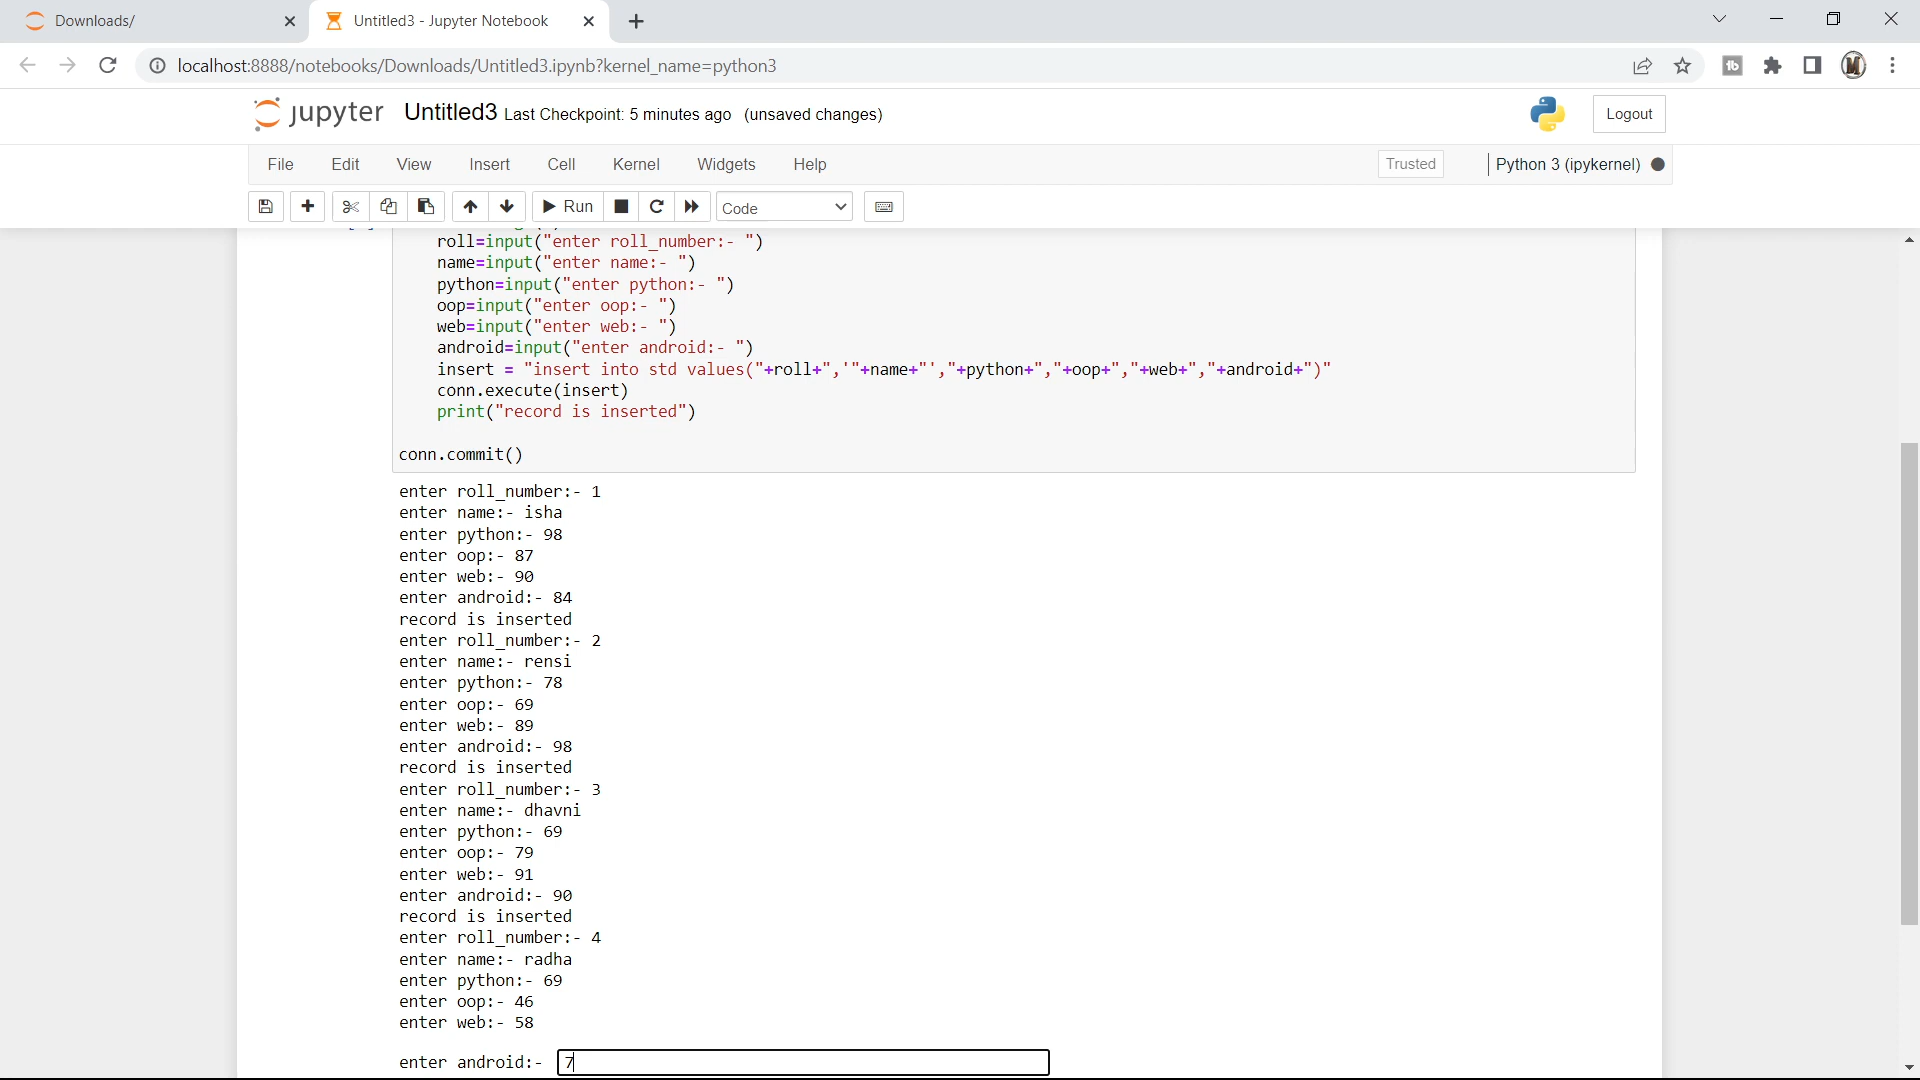 Downloads/
Untitled3 - Jupyter Notebook
localhost:8888/notebooks/Downloads/Untitled3.ipynb?kernel_name=python3
jupyter Untitled3 Last Checkpoint: 5 minutes ago (unsaved changes)
Logout
File Edit View Insert Cell Kernel Widgets Help
Trusted
Python 3 (ipykernel)
Run
Code
roll=input("enter roll_number:- ")
name=input("enter name:- ")
python=input("enter python:- ")
oop=input("enter oop:- ")
web=input("enter web:- ")
android=input("enter android:- ")
insert = "insert into std values("+roll+",'"+name+"',"+python+","+oop+","+web+","+android+")"
conn.execute(insert)
print("record is inserted")
conn.commit()
enter roll_number:- 1
enter name:- isha
enter python:- 98
enter oop:- 87
enter web:- 90
enter android:- 84
record is inserted
enter roll_number:- 2
enter name:- rensi
enter python:- 78
enter oop:- 69
enter web:- 89
enter android:- 98
record is inserted
enter roll_number:- 3
enter name:- dhavni
enter python:- 69
enter oop:- 79
enter web:- 91
enter android:- 90
record is inserted
enter roll_number:- 4
enter name:- radha
enter python:- 69
enter oop:- 46
enter web:- 58
enter android:- 7